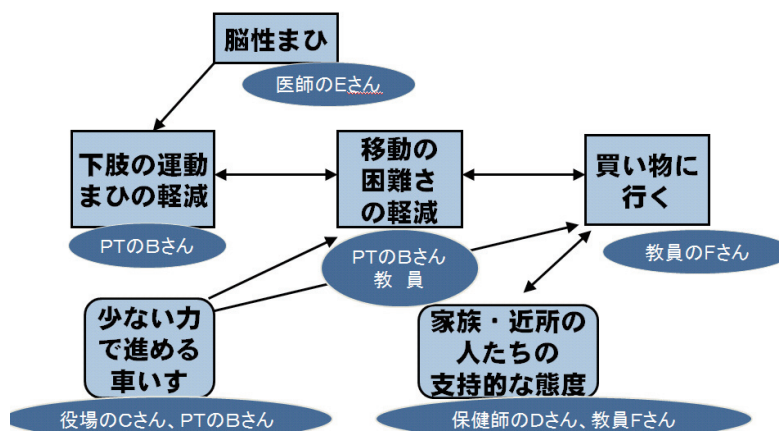 脳性まひ
医師のEさん
下肢の運動
まひの軽減
PTのBさん
移動の
困難さ
の軽減
PTのBさん
教 員
買い物に
行く
教員のFさん
少ない力
で進める
車いす
役場のCさん、PTのBさん
家族・近所の
人たちの
支持的な態度
保健師のDさん、教員Fさん